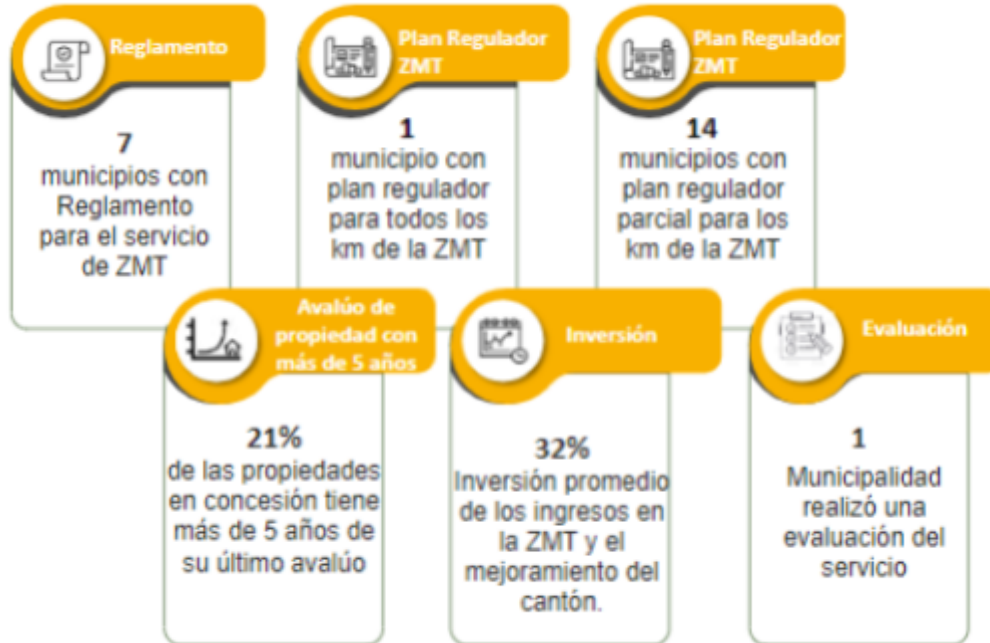 Reglamento
7
municipios con
Reglamento
para el servicio
de ZMT
Plan Regulador
ZMT
1
municipio con
plan regulador
para todos los
km de la ZMT
Plan Regulador
ZMT
14
municipios con
plan regulador
parcial para los
km de la ZMT
Avalúo de
propiedad con
más de 5 años
21%
de las propiedades
en concesión tiene
más de 5 años de
su último avalúo
Inversión
32%
Inversión promedio
de los ingresos en
la ZMT y el
mejoramiento del
cantón.
Evaluación
1
Municipalidad
realizó una
evaluación del
servicio